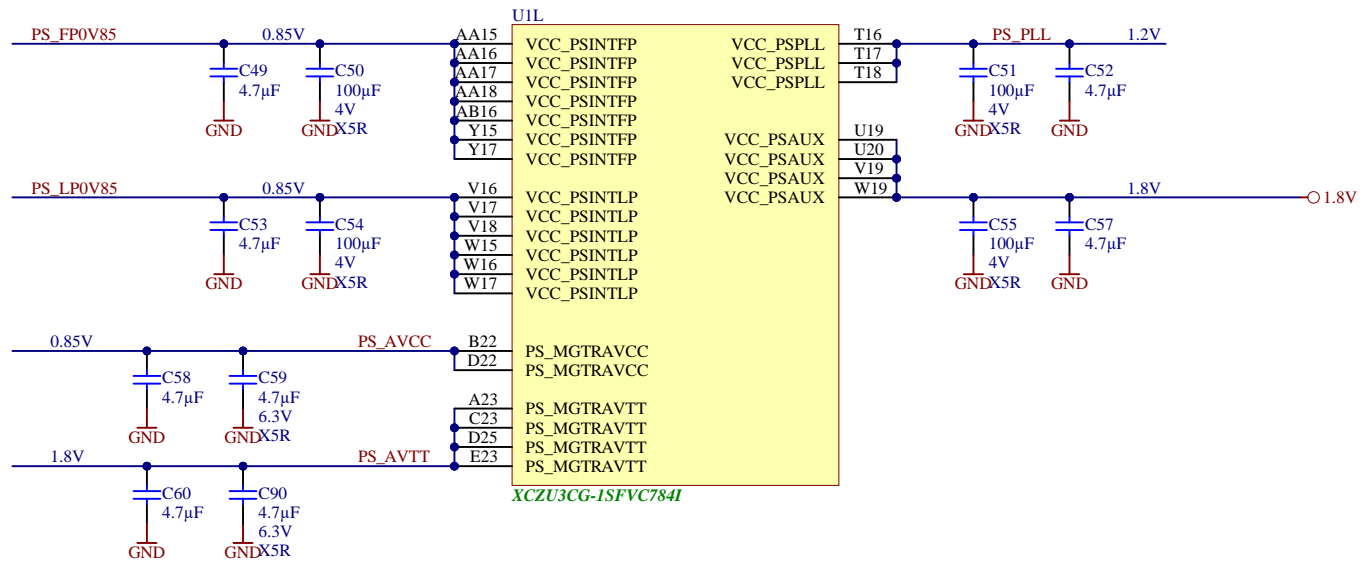 U1L
PS_FP0V85 0.85V AA15 VCC_PSINTFP VCC_PSPLL T16 PS_PLL 1.2V
AA16 VCC_PSINTFP VCC_PSPLL T17
C49 C50 AA17 VCC_PSINTFP VCC_PSPLL T18 C51 C52
4.7µF 100µF AA18 VCC_PSINTFP 100µF 4.7µF
4V AB16 VCC_PSINTFP 4V
GND GND X5R Y15 VCC_PSINTFP VCC_PSAUX U19 GND X5R GND
Y17 VCC_PSINTFP VCC_PSAUX U20
VCC_PSAUX V19
PS_LP0V85 0.85V V16 VCC_PSINTLP VCC_PSAUX W19 1.8V 1.8V
V17 VCC_PSINTLP
C53 C54 V18 VCC_PSINTLP C55 C57
4.7µF 100µF W15 VCC_PSINTLP 100µF 4.7µF
4V W16 VCC_PSINTLP 4V
GND GND X5R W17 VCC_PSINTLP GND X5R GND
0.85V PS_AVCC B22 PS_MGTRAVCC
D22 PS_MGTRAVCC
C58 C59
4.7µF 4.7µF
6.3V
GND GND X5R
A23 PS_MGTRAVTT
C23 PS_MGTRAVTT
D25 PS_MGTRAVTT
1.8V PS_AVTT E23 PS_MGTRAVTT
C60 C90
4.7µF 4.7µF
6.3V
GND GND X5R
XCZU3CG-1SFVC784I